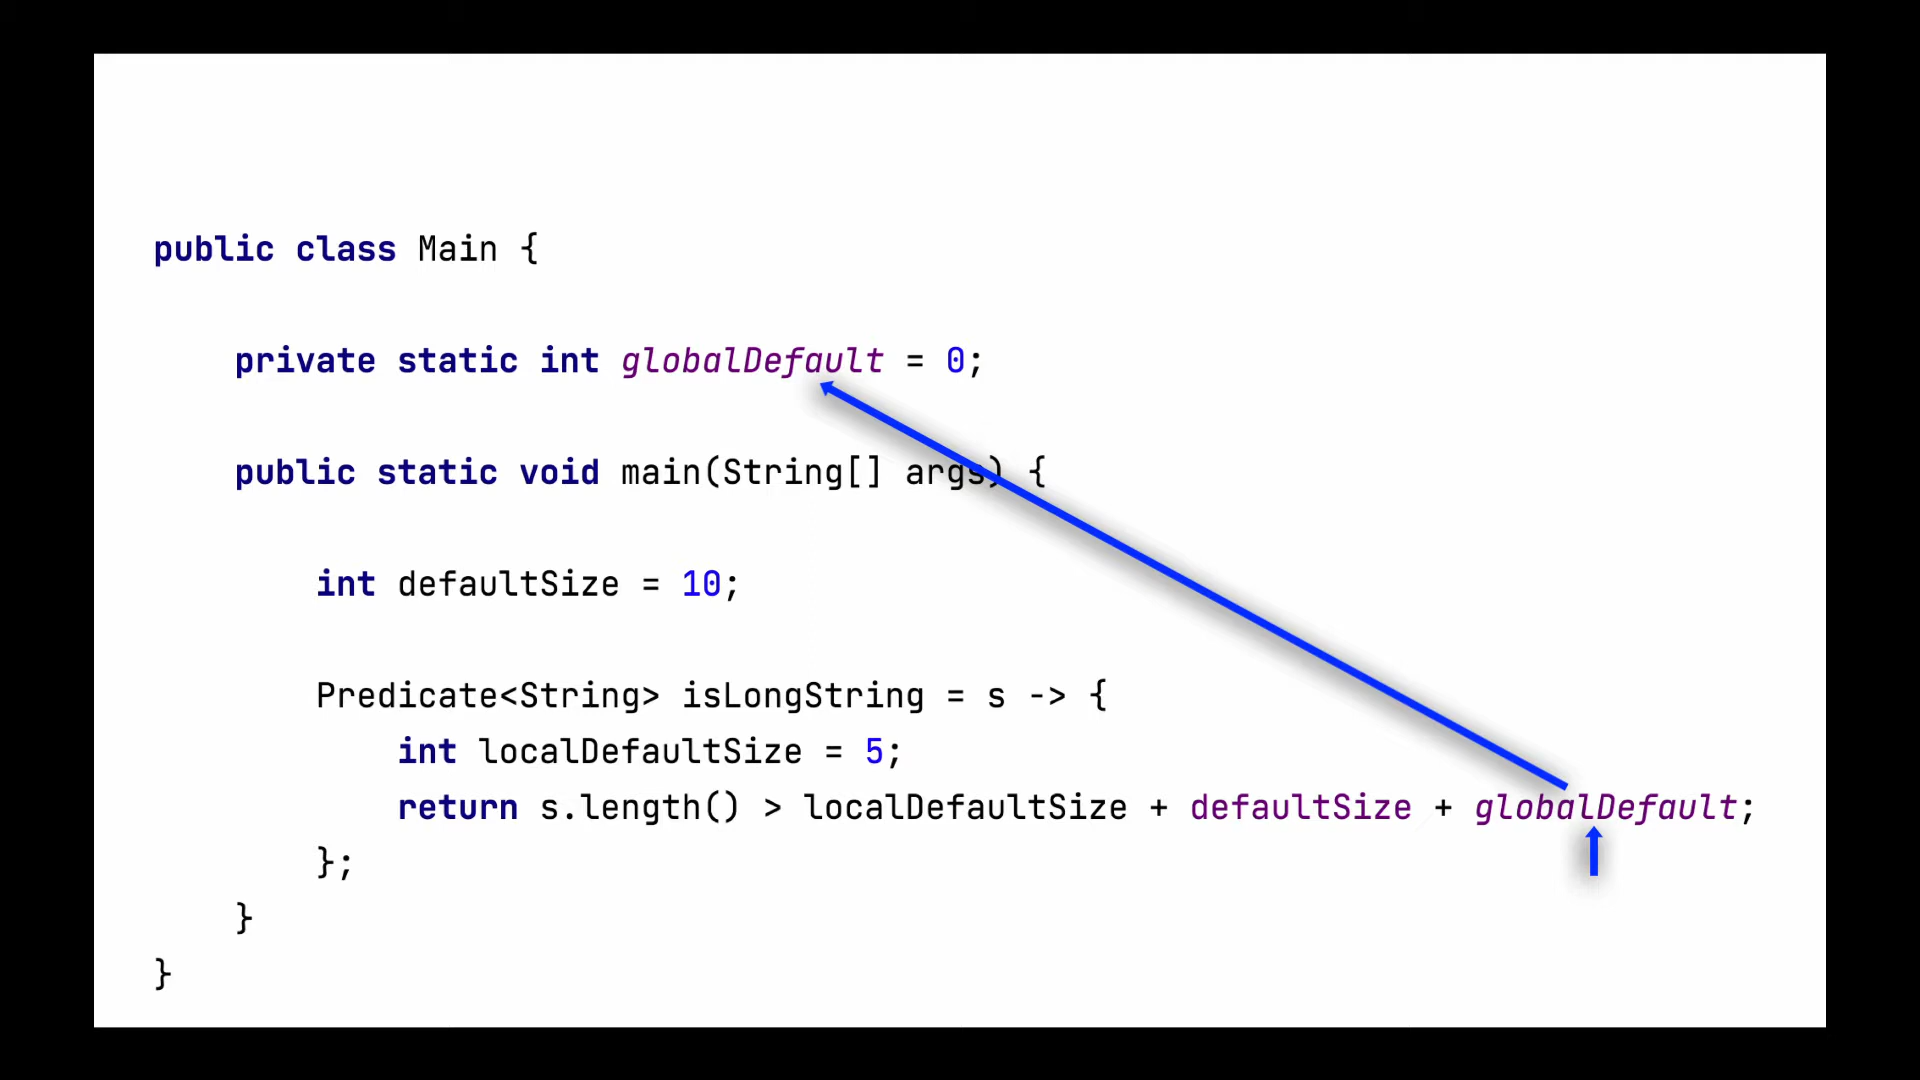 public class Main {
private static int globalDefault = 0;
public static void main(String[] args) {
int defaultSize = 10;
Predicate<String> isLongString = s -> {
int localDefaultSize = 5;
return s.length() > localDefaultSize + defaultSize + globalDefault;
};
}
}